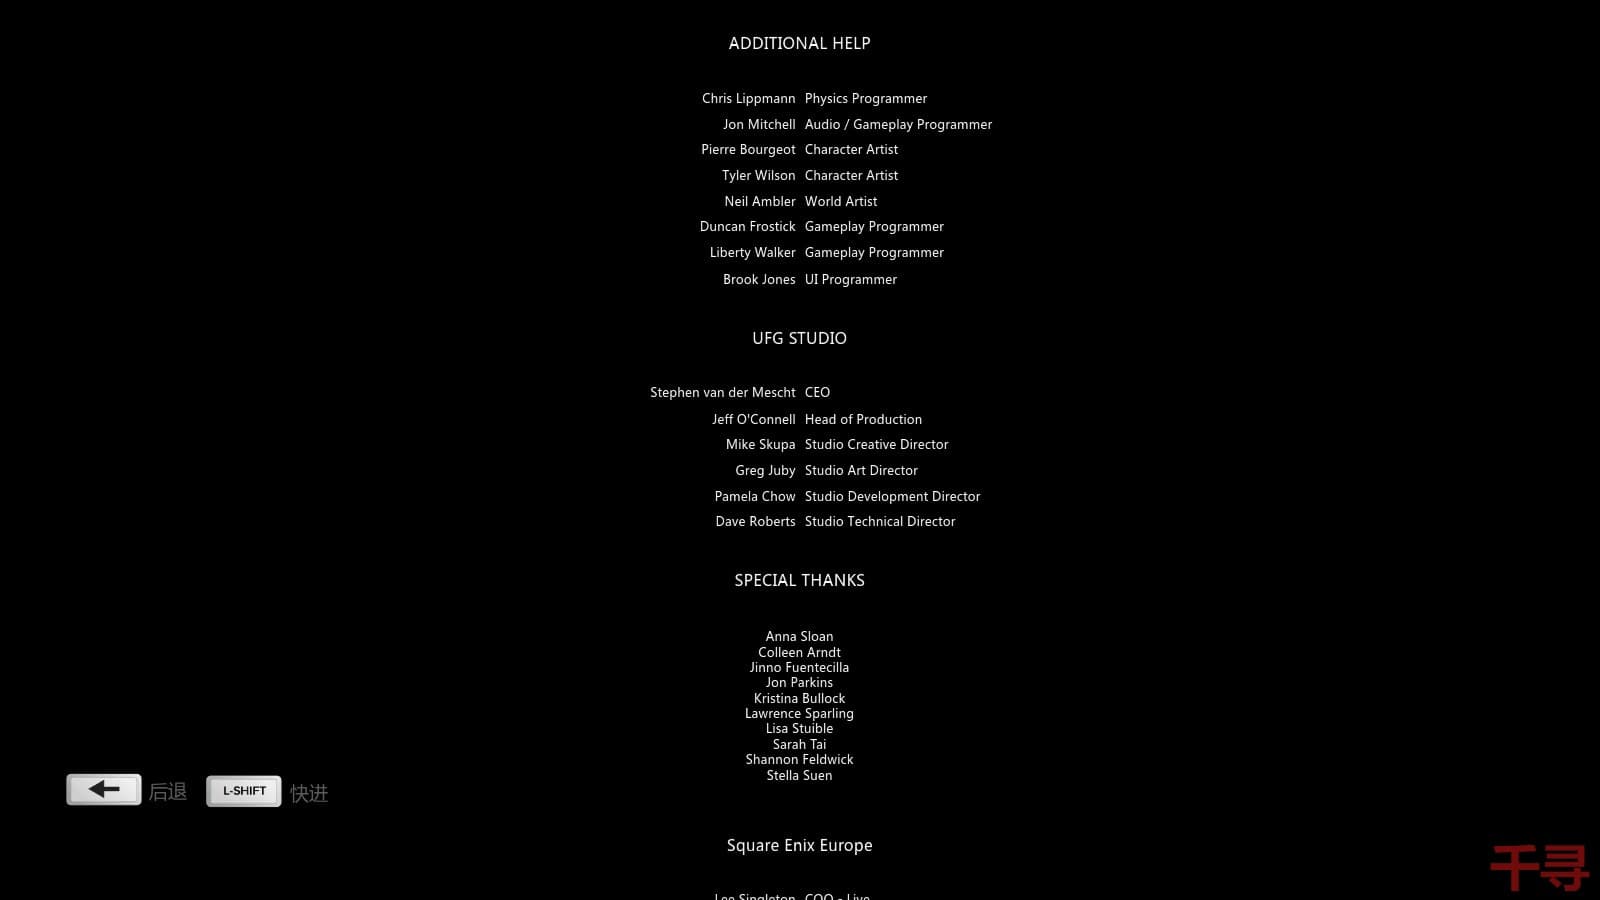 ADDITIONAL HELP
Chris Lippmann Physics Programmer
Jon Mitchell Audio / Gameplay Programmer
Pierre Bourgeot Character Artist
Tyler Wilson Character Artist
Neil Ambler World Artist
Duncan Frostick Gameplay Programmer
Liberty Walker Gameplay Programmer
Brook Jones UI Programmer
UFG STUDIO
Stephen van der Mescht CEO
Jeff O'Connell Head of Production
Mike Skupa Studio Creative Director
Greg Juby Studio Art Director
Pamela Chow Studio Development Director
Dave Roberts Studio Technical Director
SPECIAL THANKS
Anna Sloan
Colleen Arndt
Jinno Fuentecilla
Jon Parkins
Kristina Bullock
Lawrence Sparling
Lisa Stuible
Sarah Tai
Shannon Feldwick
Stella Suen
后退 L-SHIFT 快进
Square Enix Europe
千寻
Lee Singleton COO - Live